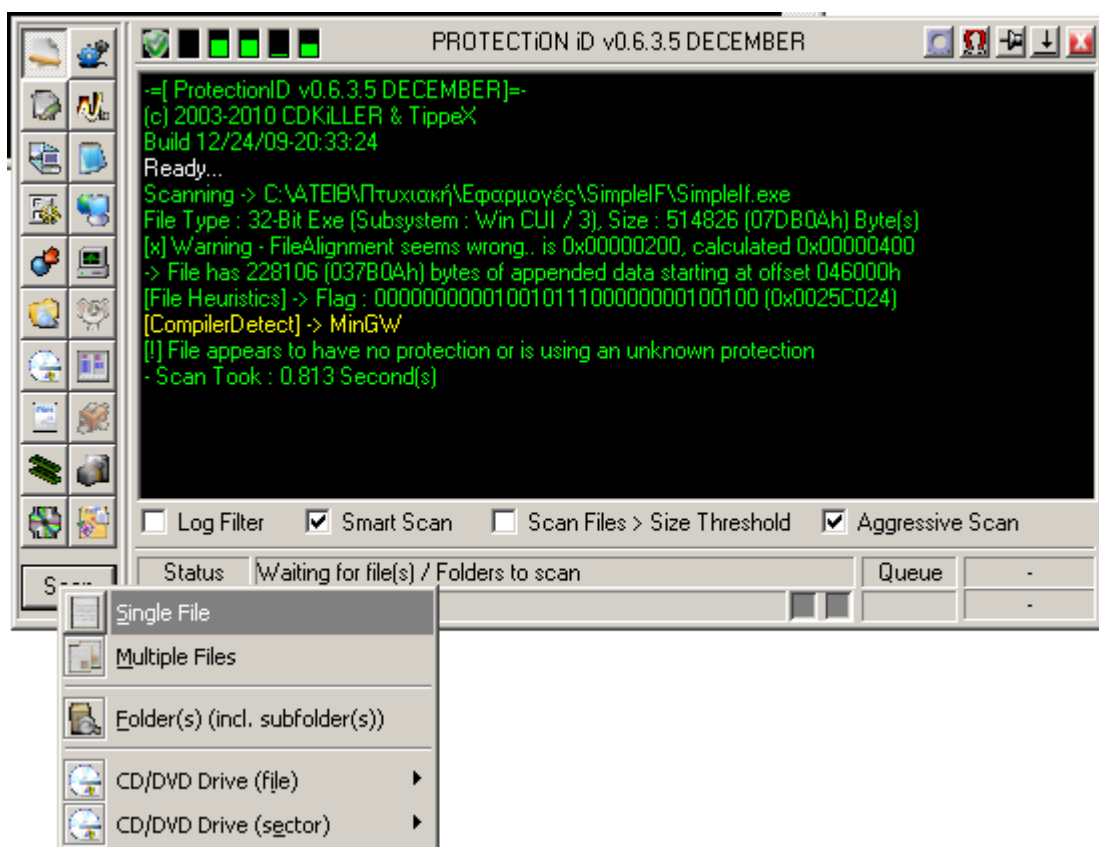 PROTECTiON iD v0.6.3.5 DECEMBER
-=[ ProtectionID v0.6.3.5 DECEMBER]=-
(c) 2003-2010 CDKiLLER & TippeX
Build 12/24/09-20:33:24
Ready...
Scanning -> C:\ΑΤΕΙΘ\Πτυχιακή\Εφαρμογές\SimpleIF\SimpleIf.exe
File Type : 32-Bit Exe (Subsystem : Win CUI / 3), Size : 514826 (07DB0Ah) Byte(s)
[x] Warning - FileAlignment seems wrong.. is 0x00000200, calculated 0x00000400
-> File has 228106 (037B0Ah) bytes of appended data starting at offset 046000h
[File Heuristics] -> Flag : 00000000001001011100000000100100 (0x0025C024)
[CompilerDetect] -> MinGW
[!] File appears to have no protection or is using an unknown protection
- Scan Took : 0.813 Second(s)
Log Filter Smart Scan Scan Files > Size Threshold Aggressive Scan
Status Waiting for file(s) / Folders to scan Queue -
-
Single File
Multiple Files
Folder(s) (incl. subfolder(s))
CD/DVD Drive (file)
CD/DVD Drive (sector)